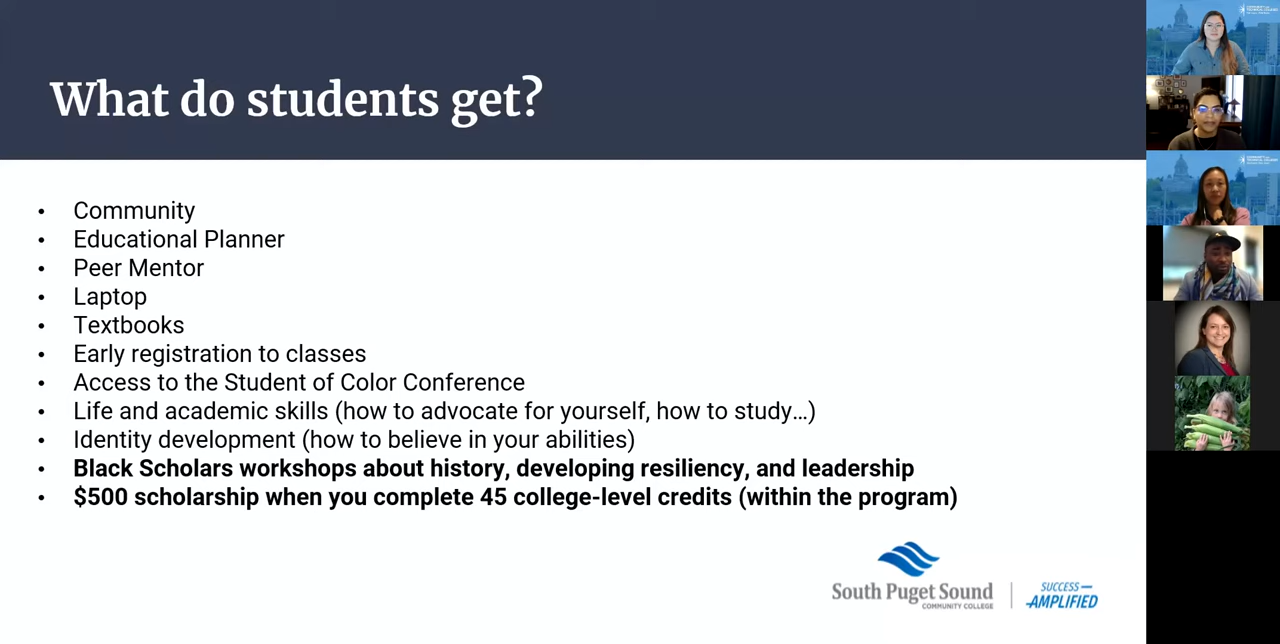 What do students get?
• Community
• Educational Planner
• Peer Mentor
• Laptop
• Textbooks
• Early registration to classes
• Access to the Student of Color Conference
• Life and academic skills (how to advocate for yourself, how to study…)
• Identity development (how to believe in your abilities)
• Black Scholars workshops about history, developing resiliency, and leadership
• $500 scholarship when you complete 45 college-level credits (within the program)
South Puget Sound
COMMUNITY COLLEGE
SUCCESS—
AMPLIFIED